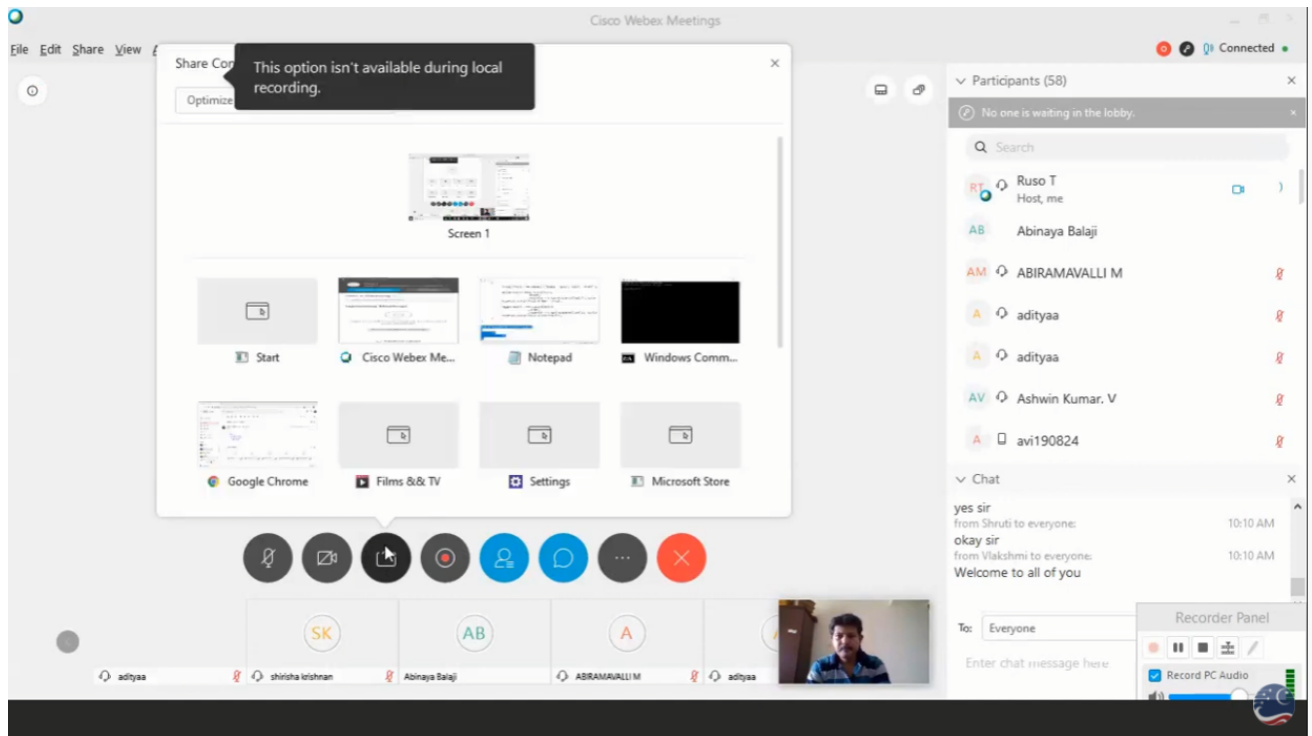 Cisco Webex Meetings
File Edit Share View
Connected
Share Con
This option isn't available during local
recording.
Optimize
Screen 1
Start
Cisco Webex Me...
Notepad
Windows Comm...
Google Chrome
Films && TV
Settings
Microsoft Store
SK
AB
A
adityaa
shirisha krishnan
Abinaya Balaji
ABIRAMAVALLI M
adityaa
Participants (58)
No one is waiting in the lobby.
Search
RT
Ruso T
Host, me
AB
Abinaya Balaji
AM
ABIRAMAVALLI M
A
adityaa
A
adityaa
AV
Ashwin Kumar. V
A
avi190824
Chat
yes sir
from Shruti to everyone: 10:10 AM
okay sir
from Vlakshmi to everyone: 10:10 AM
Welcome to all of you
To: Everyone
Enter chat message here
Recorder Panel
Record PC Audio